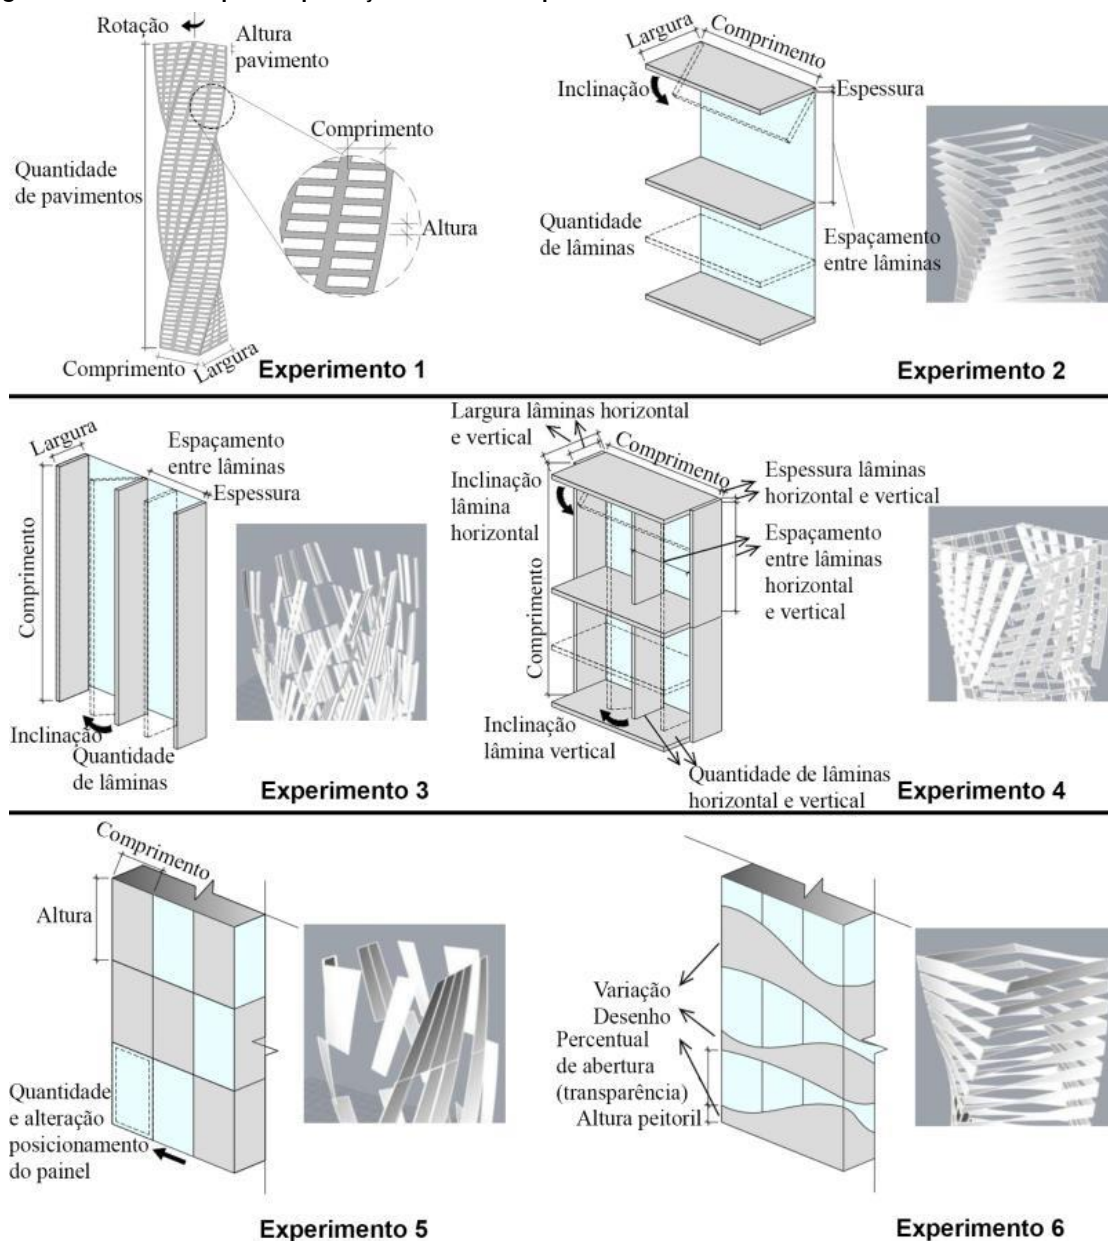 Rotação
Altura
pavimento
Comprimento
Quantidade
de pavimentos
Altura
Comprimento
Largura
Experimento 1
Largura
Comprimento
Inclinação
Espessura
Quantidade
de lâminas
Espaçamento
entre lâminas
Experimento 2
Largura
Espaçamento
entre lâminas
Espessura
Comprimento
Inclinação
Quantidade
de lâminas
Experimento 3
Largura lâminas horizontal
e vertical
Comprimento
Inclinação
lâmina
horizontal
Espessura lâminas
horizontal e vertical
Espaçamento
entre lâminas
horizontal
e vertical
Comprimento
Inclinação
lâmina vertical
Quantidade de lâminas
horizontal e vertical
Experimento 4
Comprimento
Altura
Quantidade
e alteração
posicionamento
do painel
Experimento 5
Variação
Desenho
Percentual
de abertura
(transparência)
Altura peitoril
Experimento 6